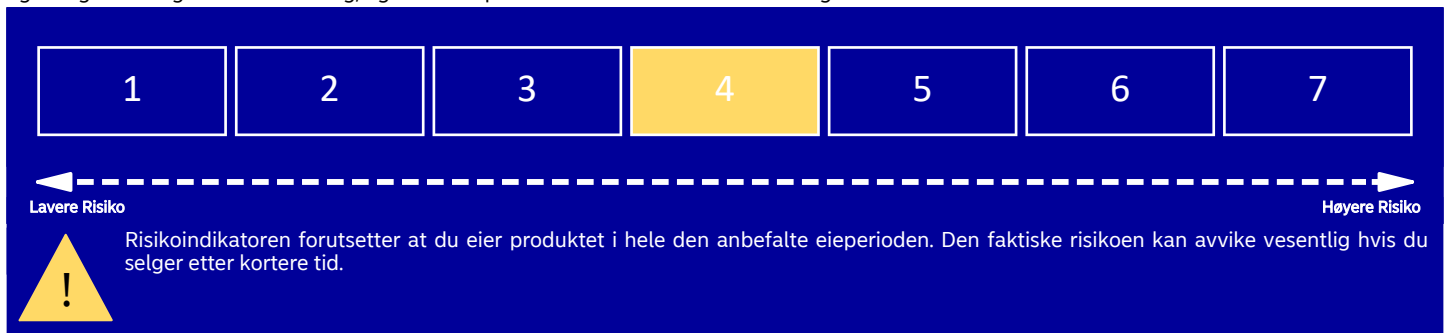 1 2 3 4 5 6 7
Lavere Risiko Høyere Risiko
Risikoindikatoren forutsetter at du eier produktet i hele den anbefalte eieperioden. Den faktiske risikoen kan avvike vesentlig hvis du
selger etter kortere tid.
!